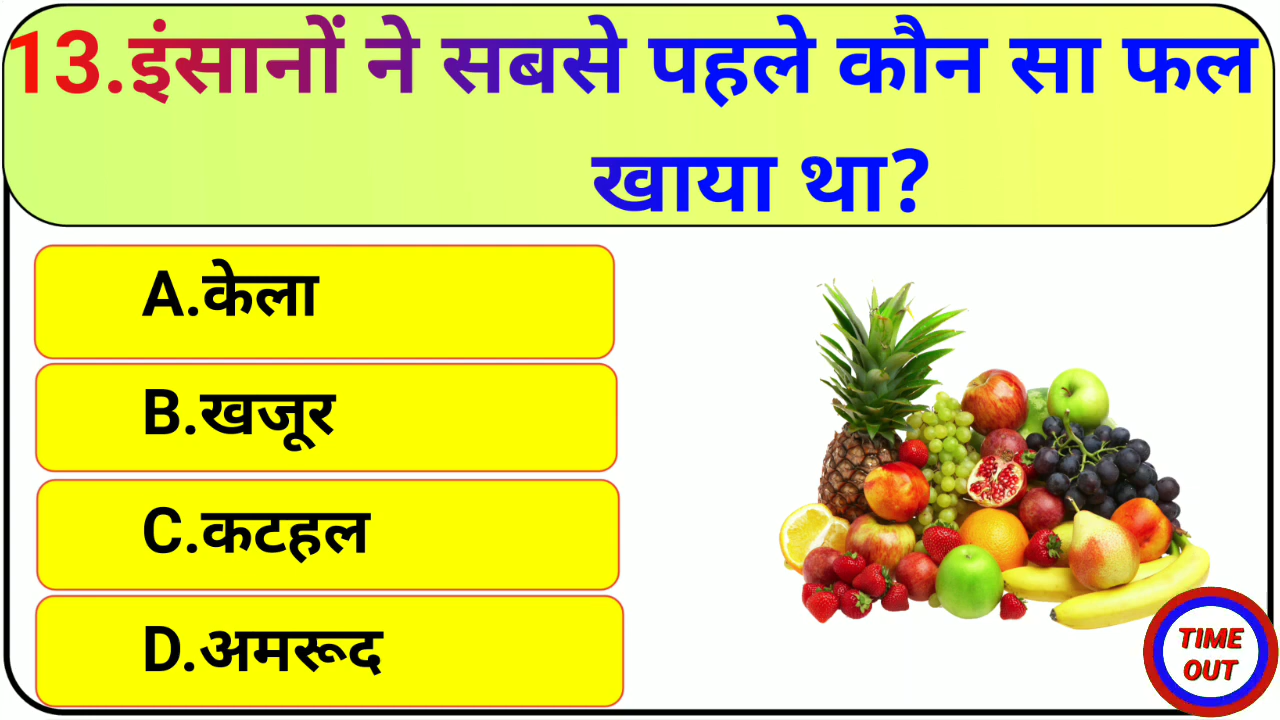 13.इंसानों ने सबसे पहले कौन सा फल
खाया था?
A.केला
B.खजूर
C.कटहल
D.अमरूद
TIME
OUT